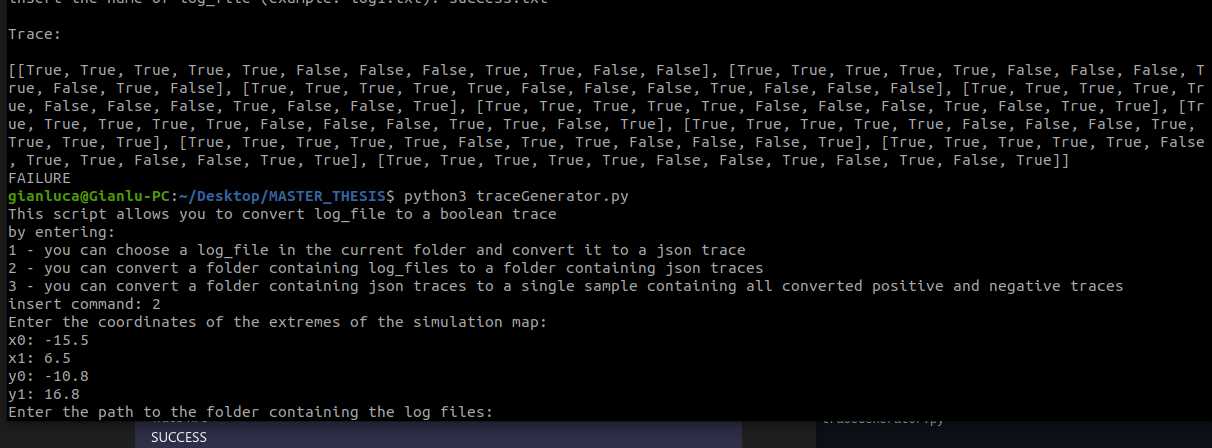 insert the name of log_file (example: log1.txt): success.txt
Trace:
[[True, True, True, True, True, False, False, False, True, True, False, False], [True, True, True, True, True, False, False, False, T
rue, False, True, False], [True, True, True, True, True, False, False, False, True, False, False, False], [True, True, True, True, Tr
ue, False, False, False, True, False, False, True], [True, True, True, True, True, False, False, False, True, False, True, True], [Tr
ue, True, True, True, True, False, False, False, True, True, False, True], [True, True, True, True, True, False, False, False, True,
True, True, True], [True, True, True, True, True, False, True, True, False, False, False, True], [True, True, True, True, True, False
, True, True, False, False, True, True], [True, True, True, True, True, False, False, True, False, True, False, True]]
FAILURE
gianluca@Gianlu-PC:~/Desktop/MASTER_THESIS$ python3 traceGenerator.py
This script allows you to convert log_file to a boolean trace
by entering:
1 - you can choose a log_file in the current folder and convert it to a json trace
2 - you can convert a folder containing log_files to a folder containing json traces
3 - you can convert a folder containing json traces to a single sample containing all converted positive and negative traces
insert command: 2
Enter the coordinates of the extremes of the simulation map:
x0: -15.5
x1: 6.5
y0: -10.8
y1: 16.8
Enter the path to the folder containing the log files:
traceGenerator.py
SUCCESS